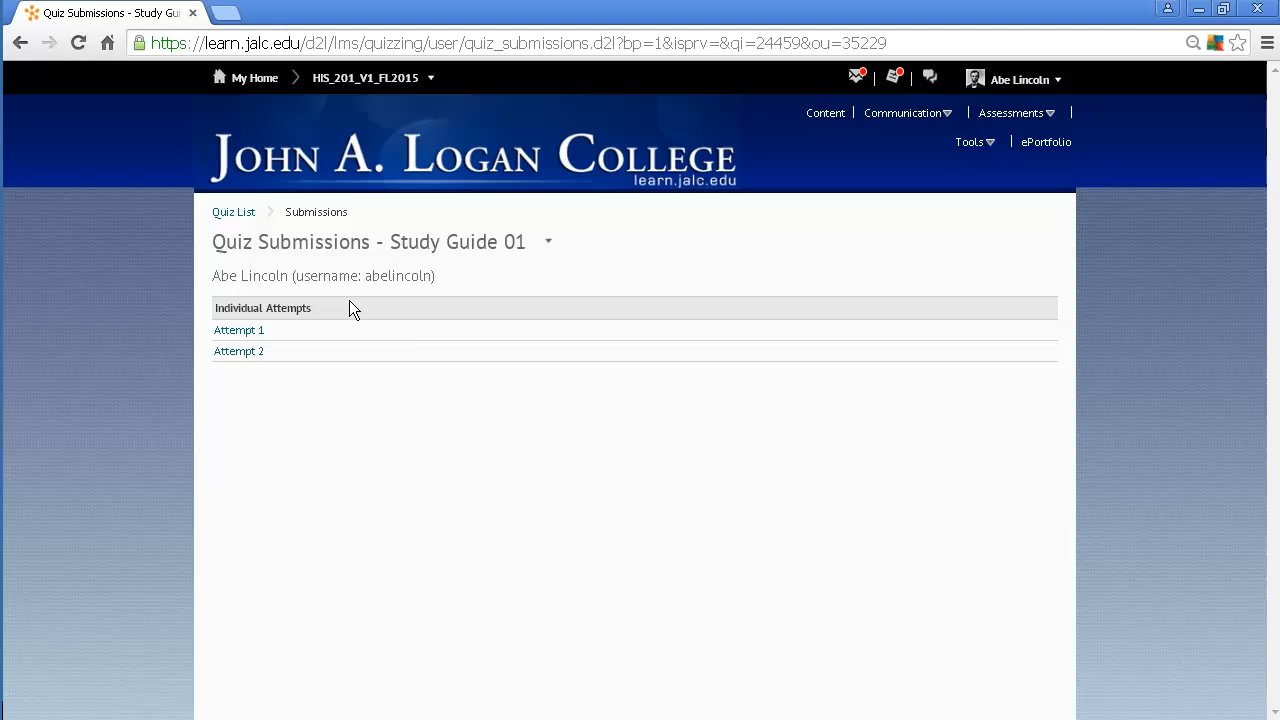 Quiz Submissions - Study Gui
https://learn.jalc.edu/d2l/lms/quizzing/user/quiz_submissions.d2l?bp=1&isprv=&qi=24459&ou=35229
My Home HIS_201_V1_FL2015 Abe Lincoln
Content Communication Assessments
Tools ePortfolio
JOHN A. LOGAN COLLEGE
learn.jalc.edu
Quiz List Submissions
Quiz Submissions - Study Guide 01
Abe Lincoln (username: abelincoln)
Individual Attempts
Attempt 1
Attempt 2